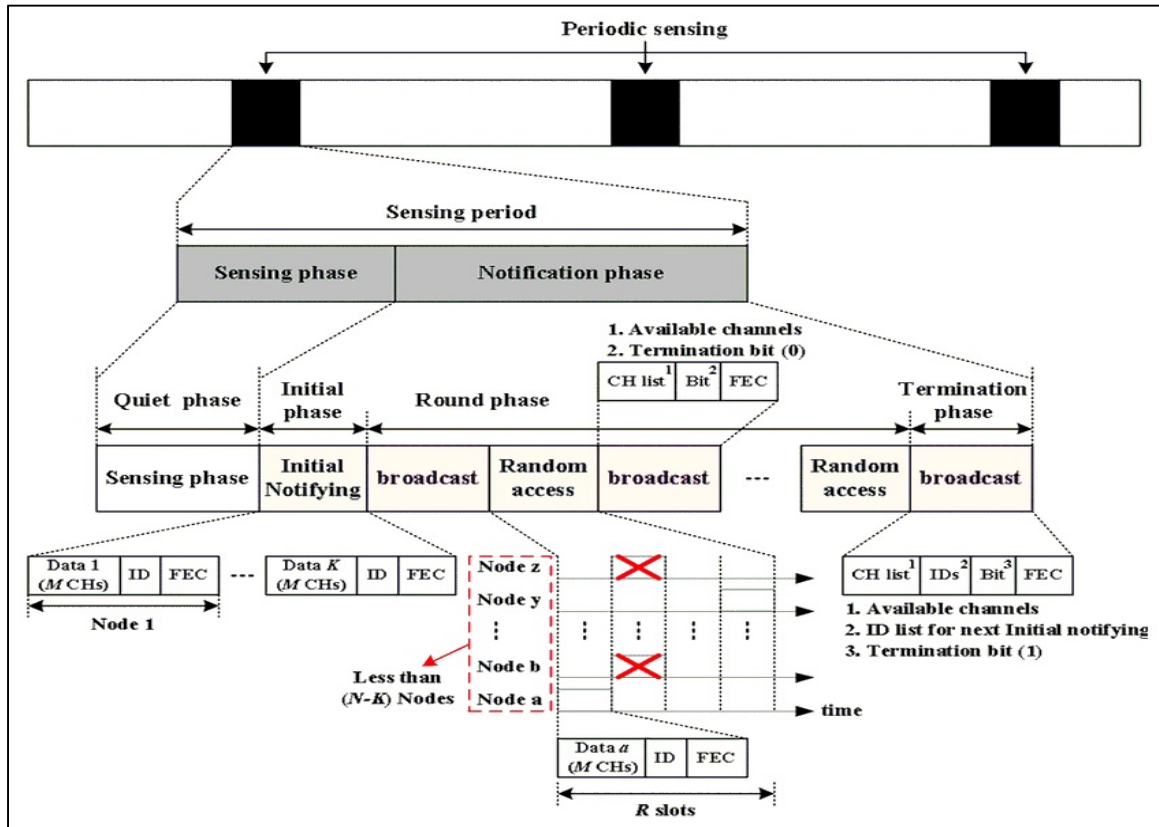 Periodic sensing
Sensing period
Sensing phase
Notification phase
1. Available channels
2. Termination bit (0)
CH list¹
Bit²
FEC
Quiet phase
Initial
phase
Round phase
Termination
phase
Sensing phase
Initial
Notifying
broadcast
Random
access
broadcast
---
Random
access
broadcast
Data 1
(M CHs)
ID
FEC
---
Data K
(M CHs)
ID
FEC
Node 1
Node z
Node y
Node b
Node a
Less than
(N-K) Nodes
time
CH list¹
IDs²
Bit³
FEC
1. Available channels
2. ID list for next Initial notifying
3. Termination bit (1)
Data a
(M CHs)
ID
FEC
R slots